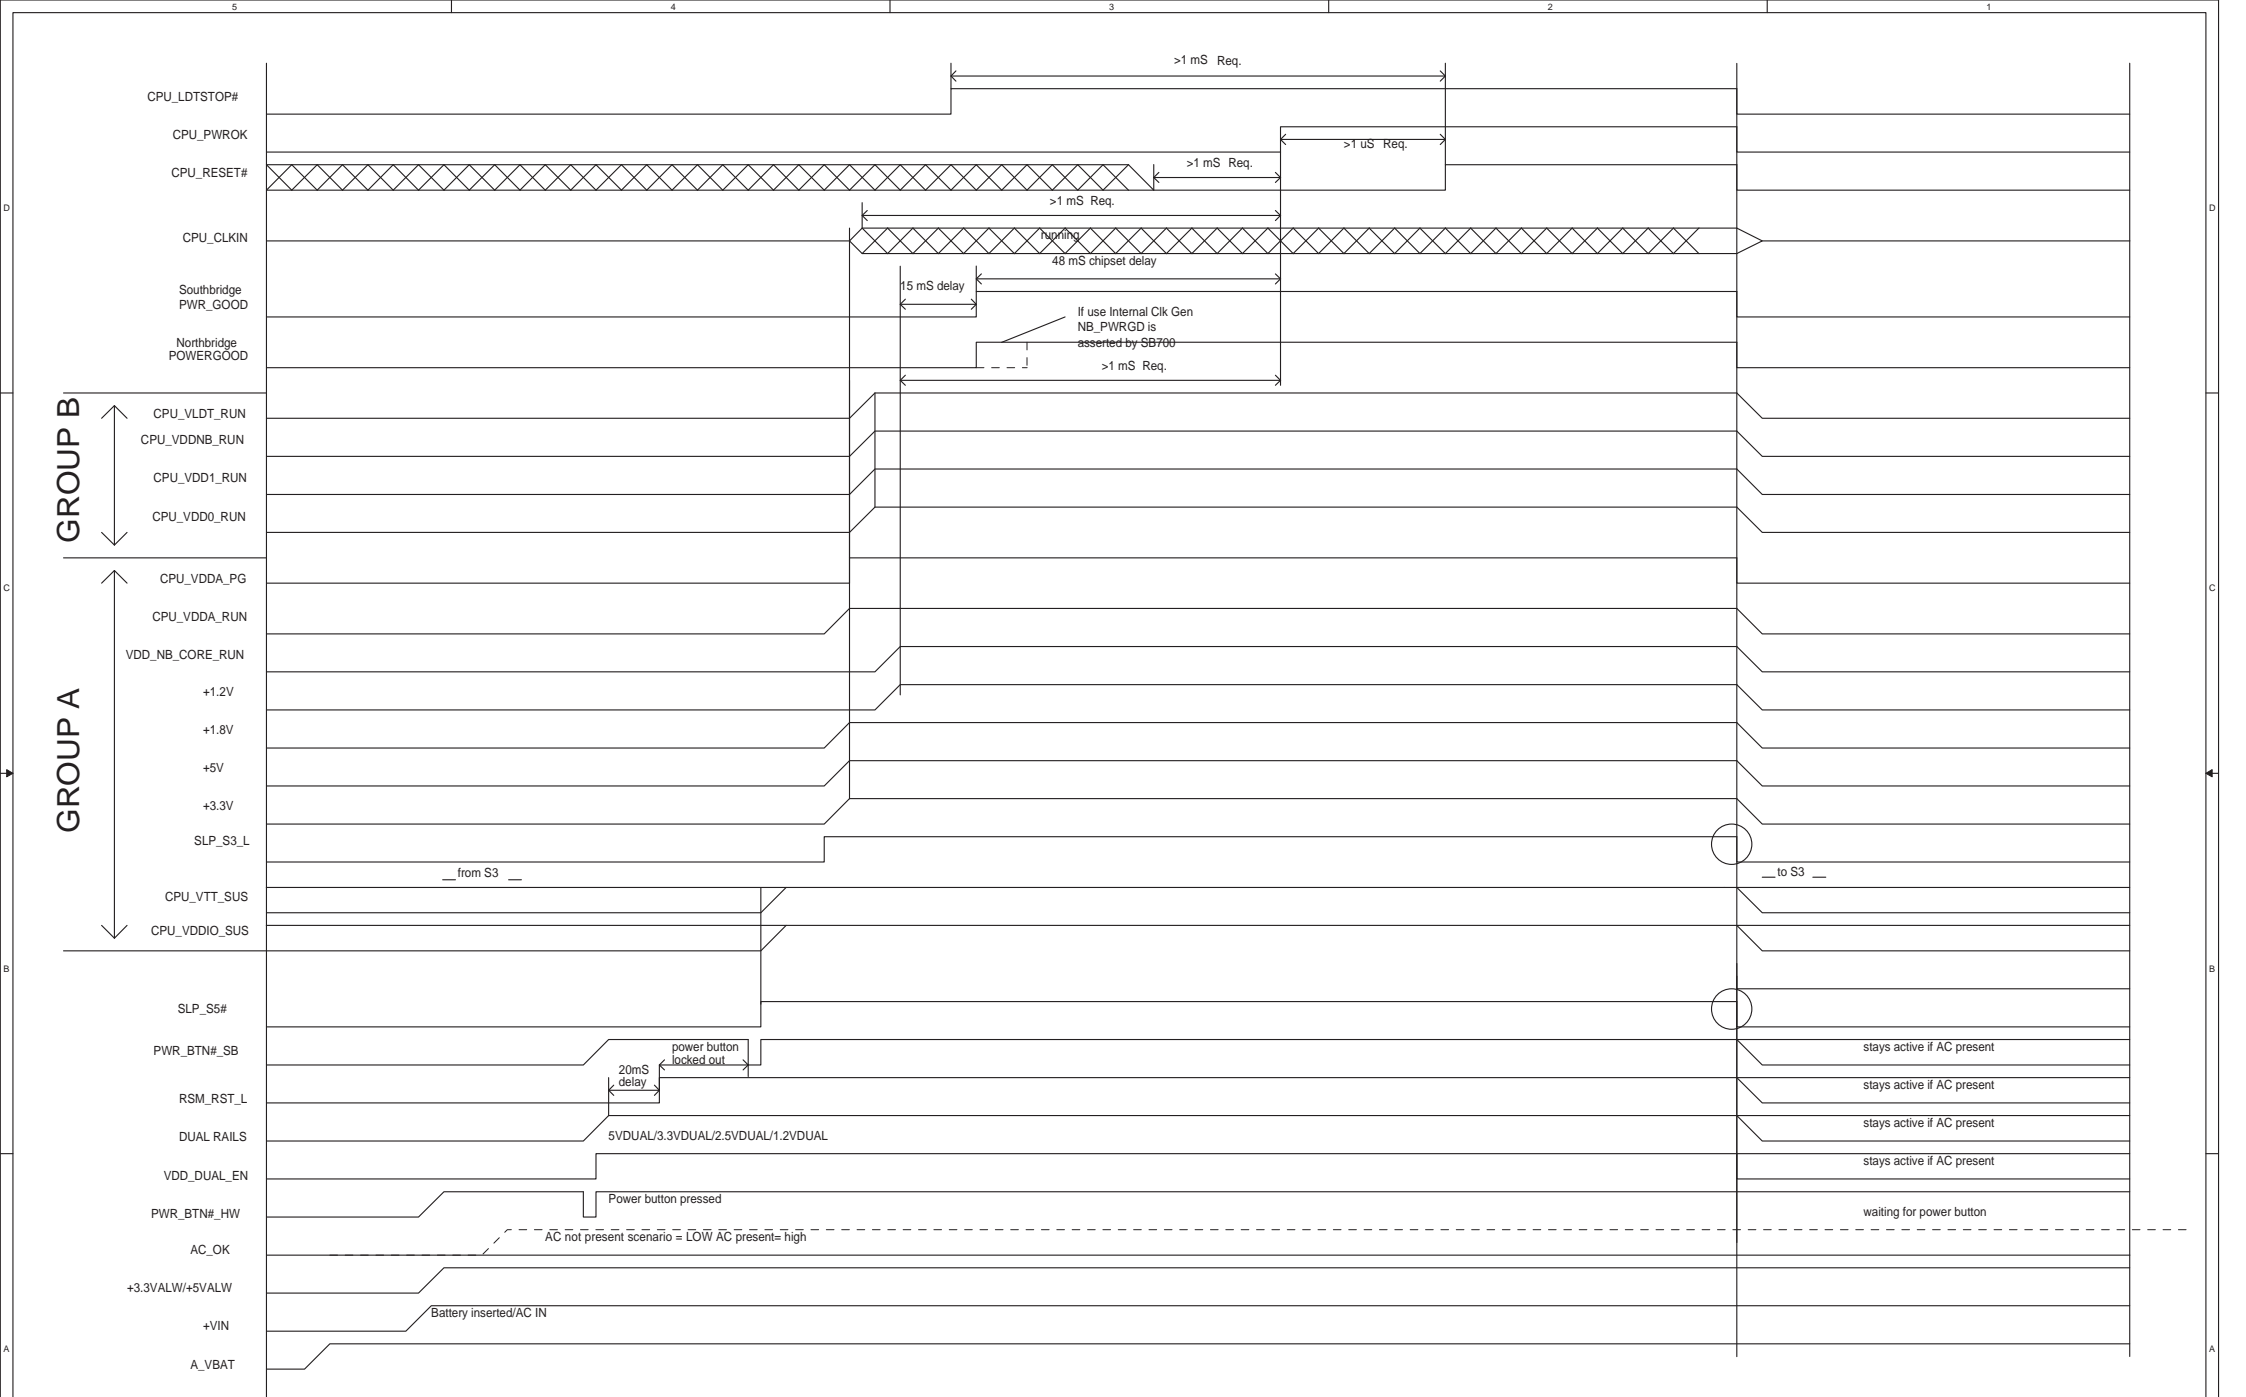 5 4 3 2 1
>1 mS Req.
CPU_LDTSTOP#
CPU_PWROK
>1 uS Req.
>1 mS Req.
CPU_RESET#
>1 mS Req.
D D
CPU_CLKIN
running
48 mS chipset delay
15 mS delay
Southbridge
PWR_GOOD
If use Internal Clk Gen
NB_PWRGD is
asserted by SB700
Northbridge
POWERGOOD
>1 mS Req.
GROUP B
CPU_VLDT_RUN
CPU_VDDNB_RUN
CPU_VDD1_RUN
CPU_VDD0_RUN
CPU_VDDA_PG
C C
CPU_VDDA_RUN
VDD_NB_CORE_RUN
GROUP A
+1.2V
+1.8V
+5V
+3.3V
SLP_S3_L
__ from S3 __
__ to S3 __
CPU_VTT_SUS
CPU_VDDIO_SUS
B B
SLP_S5#
PWR_BTN#_SB
power button
locked out
stays active if AC present
20mS
delay
RSM_RST_L
stays active if AC present
DUAL RAILS
5VDUAL/3.3VDUAL/2.5VDUAL/1.2VDUAL
stays active if AC present
VDD_DUAL_EN
stays active if AC present
PWR_BTN#_HW
Power button pressed
waiting for power button
AC_OK
AC not present scenario = LOW AC present= high
+3.3VALW/+5VALW
+VIN
Battery inserted/AC IN
A A
A_VBAT